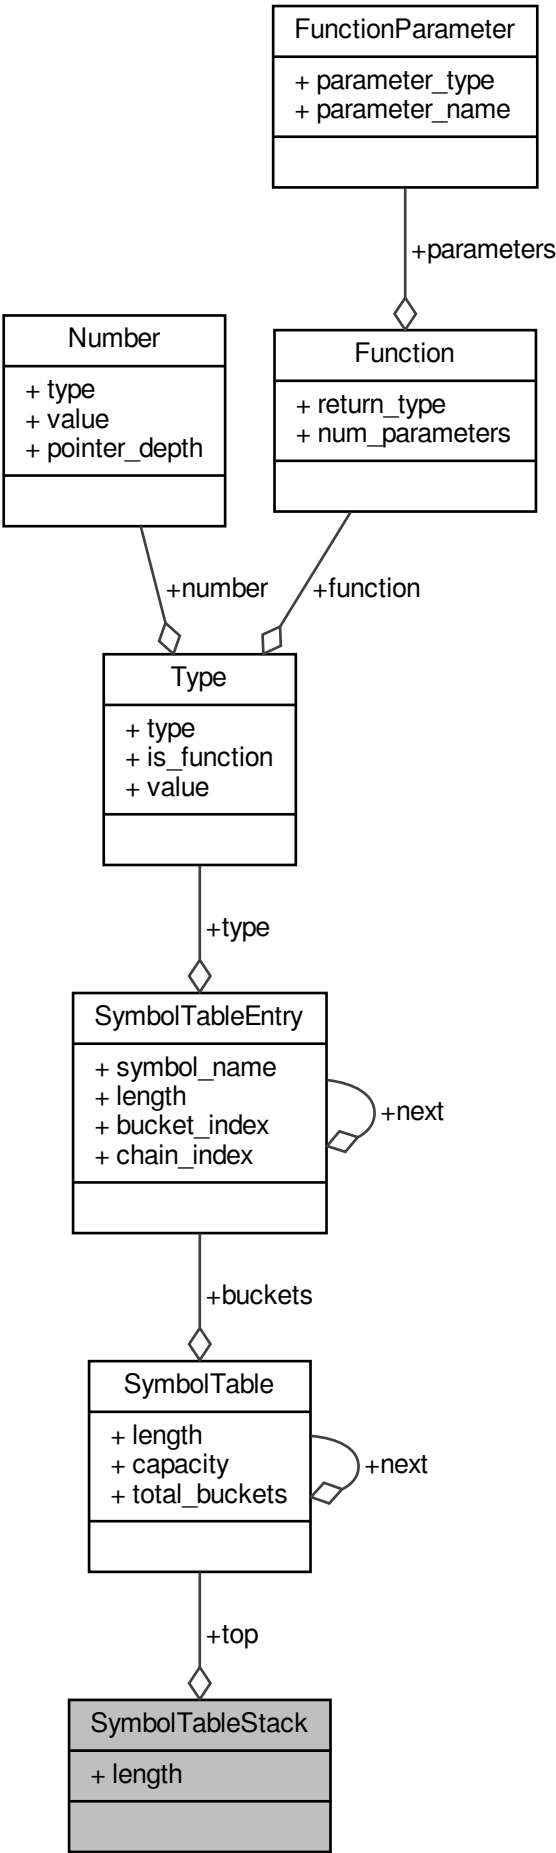 FunctionParameter
+ parameter_type
+ parameter_name
+parameters
Number
+ type
+ value
+ pointer_depth
Function
+ return_type
+ num_parameters
+number
+function
Type
+ type
+ is_function
+ value
+type
SymbolTableEntry
+ symbol_name
+ length
+ bucket_index
+ chain_index
+next
+buckets
SymbolTable
+ length
+ capacity
+ total_buckets
+next
+top
SymbolTableStack
+ length